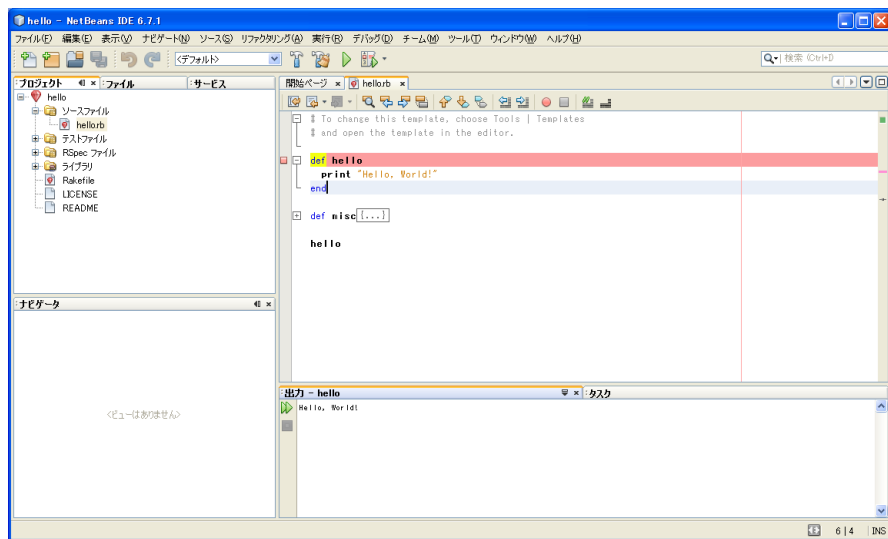 hello - NetBeans IDE 6.7.1
ファイル(F) 編集(E) 表示(V) ナビゲート(N) ソース(S) リファクタリング(A) 実行(R) デバッグ(D) チーム(M) ツール(T) ウィンドウ(W) ヘルプ(H)
<デフォルト>
検索 (Ctrl+I)
プロジェクト ファイル サービス
hello
ソースファイル
hello.rb
テストファイル
RSpec ファイル
ライブラリ
Rakefile
LICENSE
README
ナビゲータ
<ビューはありません>
開始ページ hello.rb
# To change this template, choose Tools | Templates
# and open the template in the editor.
def hello
print "Hello, World!"
end
def misc{...}
hello
出力 - hello タスク
Hello, World!
6|4 INS